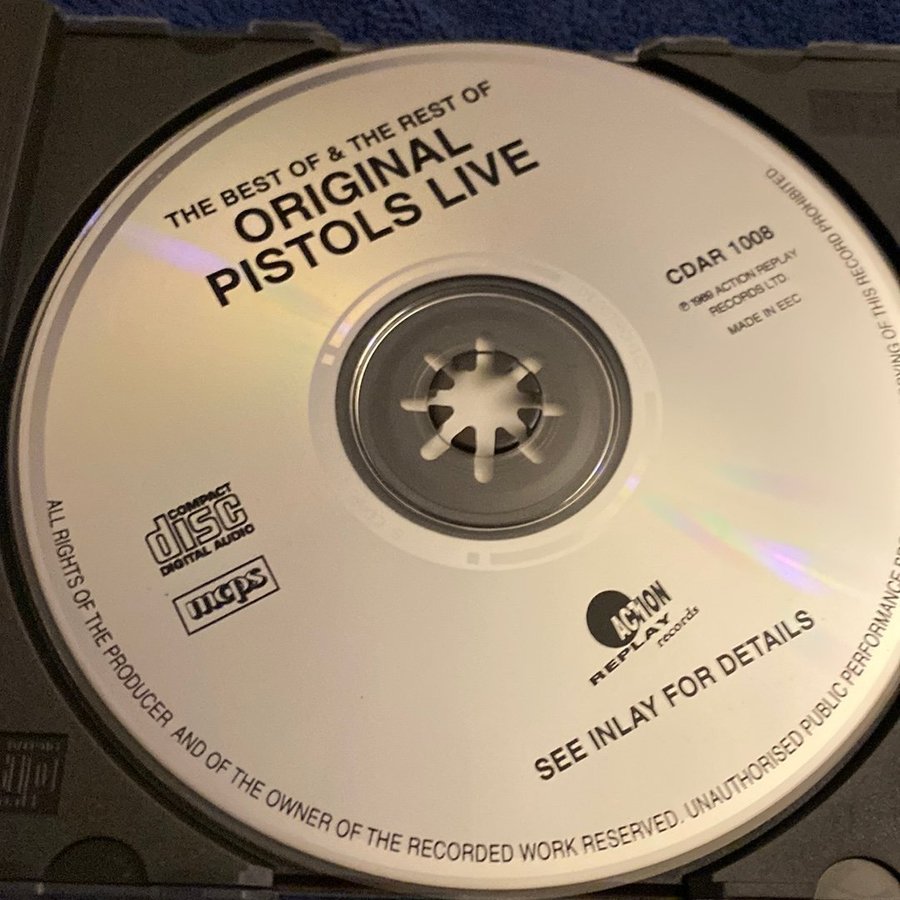 THE BEST OF & THE REST OF
ORIGINAL
PISTOLS LIVE
CDAR 1008
℗ 1989 ACTION REPLAY
RECORDS LTD.
MADE IN EEC
COMPACT
disc
DIGITAL AUDIO
mcps
ACTION
REPLAY
records
SEE INLAY FOR DETAILS
ALL RIGHTS OF THE PRODUCER AND OF THE OWNER OF THE RECORDED WORK RESERVED. UNAUTHORISED PUBLIC PERFORMANCE
OF THIS RECORD PROHIBITED